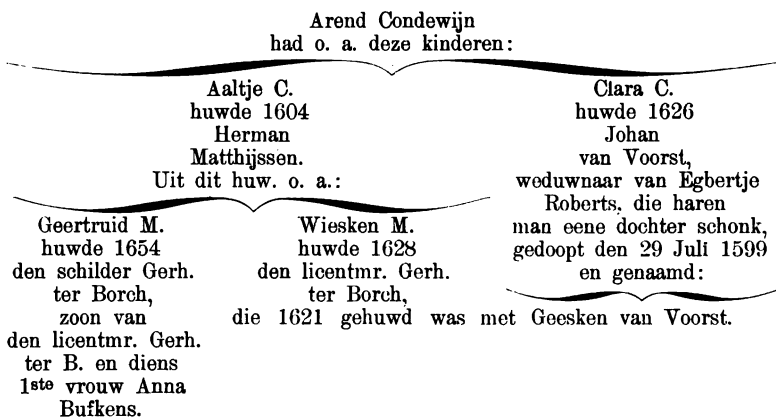 Arend Condewijn
had o. a. deze kinderen:
Aaltje C.
huwde 1604
Herman
Matthijssen.
Uit dit huw. o. a.:
Geertruid M.
huwde 1654
den schilder Gerh.
ter Borch,
zoon van
den licentmr. Gerh.
ter B. en diens
1ste vrouw Anna
Bufkens.
Wiesken M.
huwde 1628
den licentmr. Gerh.
ter Borch,
die 1621 gehuwd was met Geesken van Voorst.
Clara C.
huwde 1626
Johan
van Voorst,
weduwnaar van Egbertje
Roberts, die haren
man eene dochter schonk,
gedoopt den 29 Juli 1599
en genaamd: